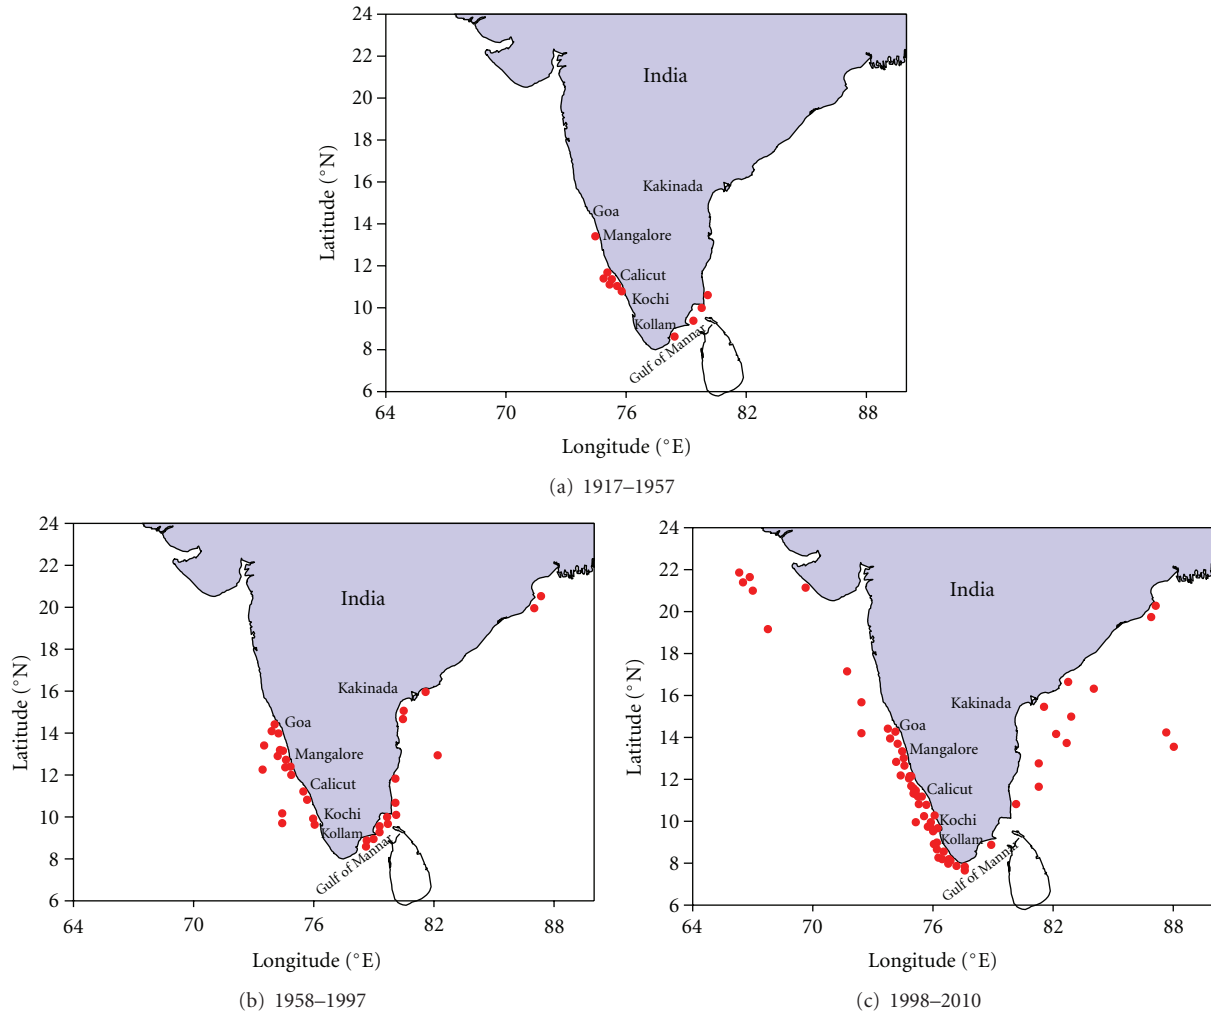 24
22
20
18
16
14
12
10
8
6
Latitude (°N)
India
Kakinada
Goa
Mangalore
Calicut
Kochi
Kollam
Gulf of Mannar
64 70 76 82 88
Longitude (°E)
(a) 1917–1957
24
22
20
18
16
14
12
10
8
6
Latitude (°N)
India
Kakinada
Goa
Mangalore
Calicut
Kochi
Kollam
Gulf of Mannar
64 70 76 82 88
Longitude (°E)
(b) 1958–1997
24
22
20
18
16
14
12
10
8
6
Latitude (°N)
India
Kakinada
Goa
Mangalore
Calicut
Kochi
Kollam
Gulf of Mannar
64 70 76 82 88
Longitude (°E)
(c) 1998–2010